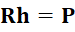 Rh = P